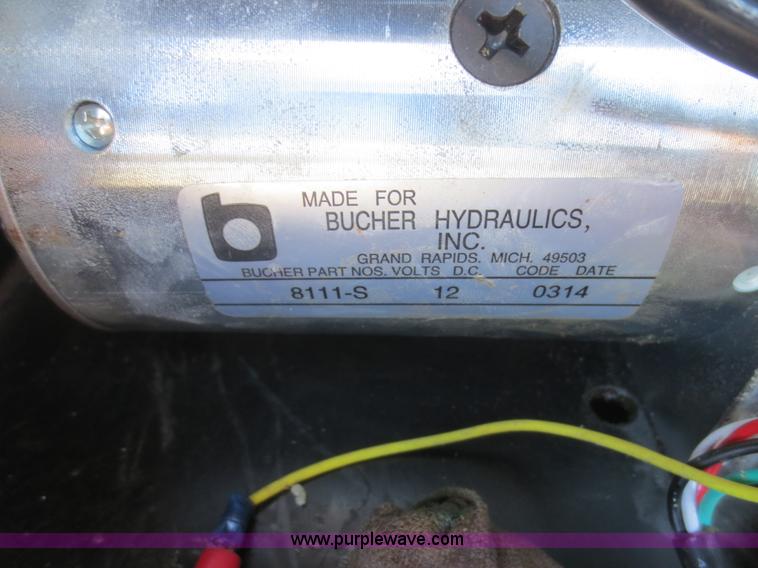 MADE FOR
BUCHER HYDRAULICS,
INC.
GRAND RAPIDS. MICH. 49503
BUCHER PART NOS. VOLTS D.C. CODE DATE
8111-S 12 0314
www.purplewave.com